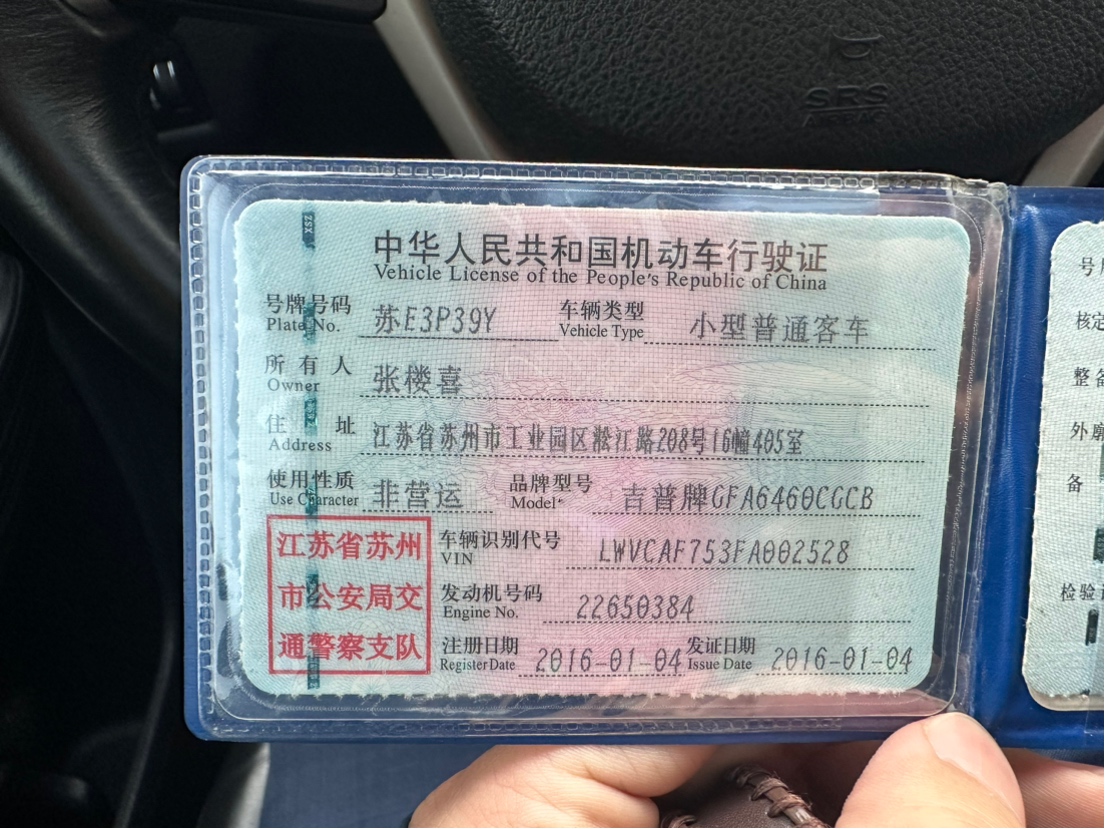 SRS
中华人民共和国机动车行驶证
Vehicle License of the People's Republic of China
号牌号码 苏E3P39Y 车辆类型 小型普通客车
Plate No. Vehicle Type
所有人 张楼喜
Owner
住址 江苏省苏州市工业园区淞江路208号16幢405室
Address
使用性质 非营运 品牌型号 吉普牌GFA6460CGCB
Use Character Model
江苏省苏州
市公安局交
通警察支队
车辆识别代号 LWVCAF753FA002528
VIN
发动机号码 22650384
Engine No.
注册日期 2016-01-04 发证日期 2016-01-04
Register Date Issue Date
号
核定
整备
外廓
备
检验